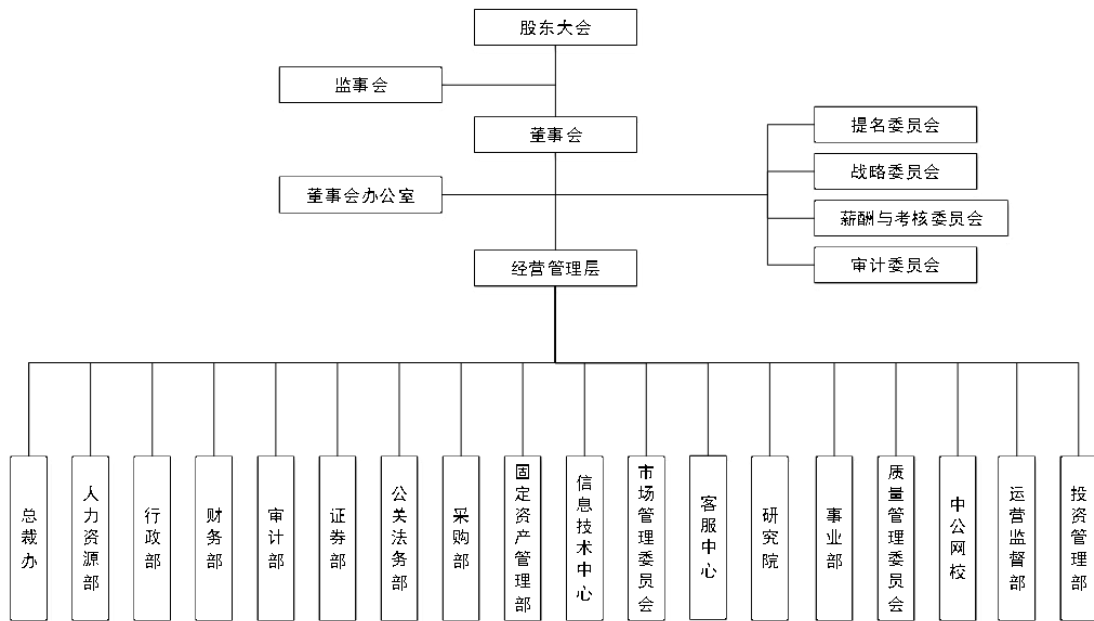 股东大会
监事会
董事会
提名委员会
战略委员会
董事会办公室
薪酬与考核委员会
经营管理层
审计委员会
总裁办
人力资源部
行政部
财务部
审计部
证券部
公关法务部
采购部
固定资产管理部
信息技术中心
市场管理委员会
客服中心
研究院
事业部
质量管理委员会
中公网校
运营监督部
投资管理部